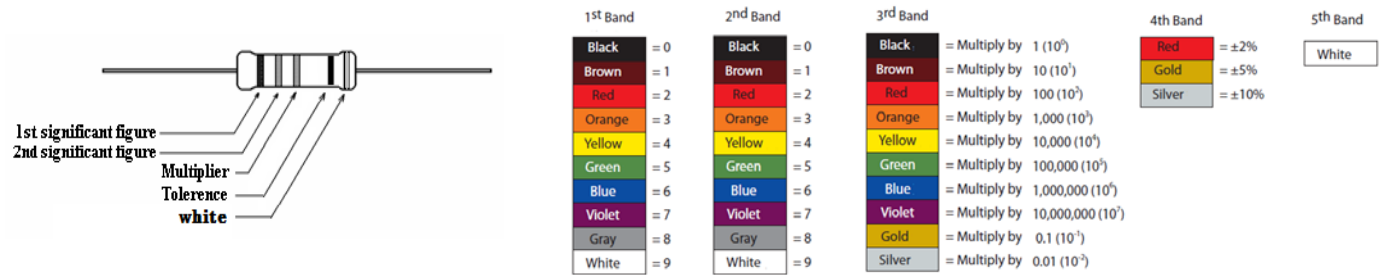 1st significant figure
2nd significant figure
Multiplier
Tolerence
white
1st Band
Black = 0
Brown = 1
Red = 2
Orange = 3
Yellow = 4
Green = 5
Blue = 6
Violet = 7
Gray = 8
White = 9
2nd Band
Black = 0
Brown = 1
Red = 2
Orange = 3
Yellow = 4
Green = 5
Blue = 6
Violet = 7
Gray = 8
White = 9
3rd Band
Black = Multiply by 1 (10⁰)
Brown = Multiply by 10 (10¹)
Red = Multiply by 100 (10²)
Orange = Multiply by 1,000 (10³)
Yellow = Multiply by 10,000 (10⁴)
Green = Multiply by 100,000 (10⁵)
Blue = Multiply by 1,000,000 (10⁶)
Violet = Multiply by 10,000,000 (10⁷)
Gold = Multiply by 0.1 (10⁻¹)
Silver = Multiply by 0.01 (10⁻²)
4th Band
Red = ±2%
Gold = ±5%
Silver = ±10%
5th Band
White